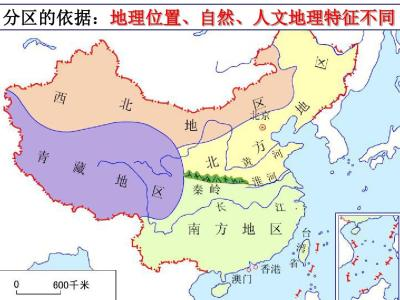 分区的依据：地理位置、自然、人文地理特征不同
西北地区
北京
北方地区
黄河
青藏地区
秦岭
淮河
长江
南方地区
台湾省
香港
澳门
0 600千米